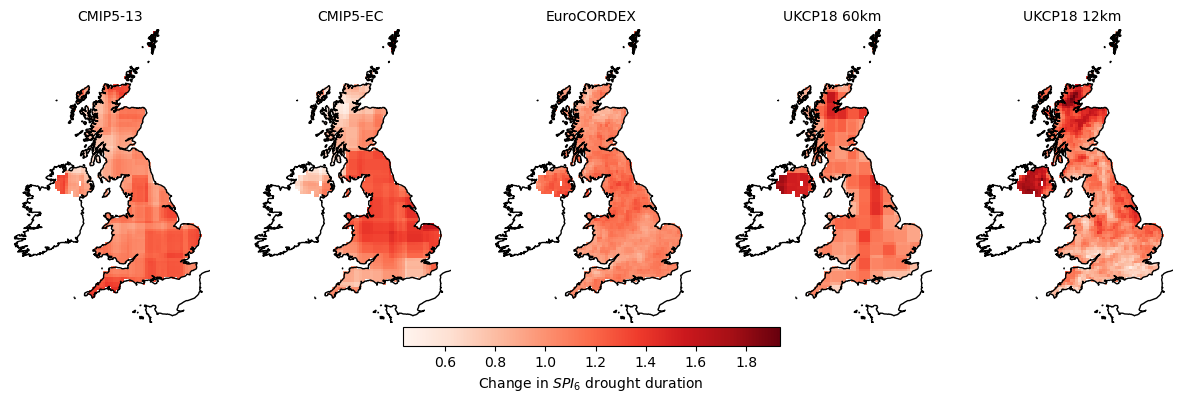 CMIP5-13 CMIP5-EC EuroCORDEX UKCP18 60km UKCP18 12km
0.6 0.8 1.0 1.2 1.4 1.6 1.8
Change in SPI₆ drought duration